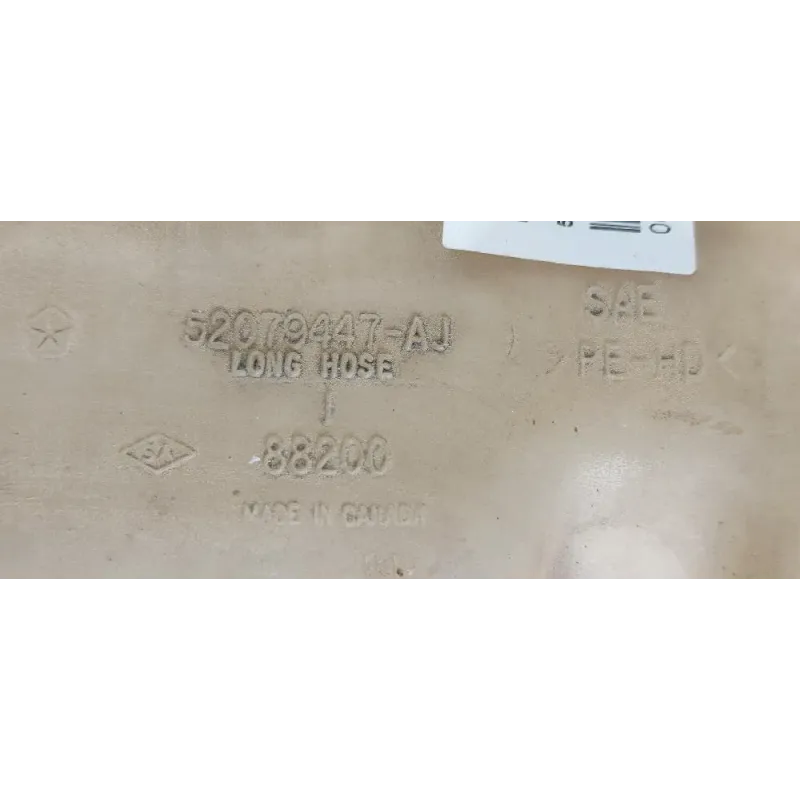 52079447-AJ
LONG HOSE
88200
MADE IN CANADA
SAE
>PE-HD<